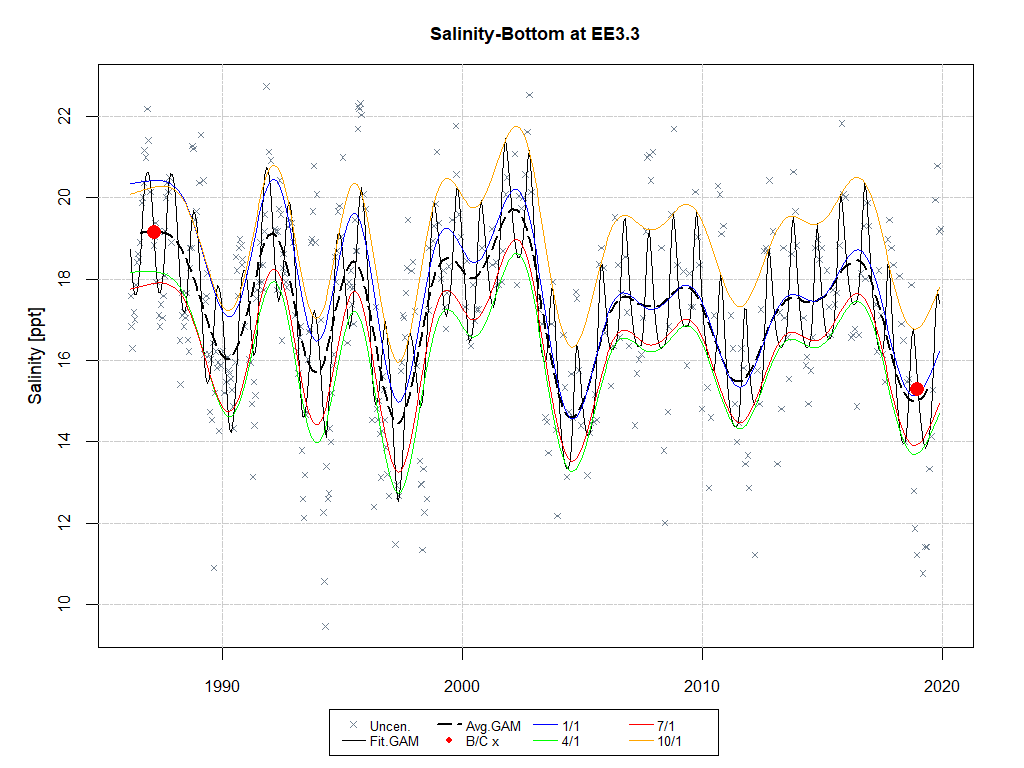 Salinity-Bottom at EE3.3
Salinity [ppt]
22
20
18
16
14
12
10
1990 2000 2010 2020
Uncen. Avg.GAM 1/1 7/1
Fit.GAM B/C x 4/1 10/1